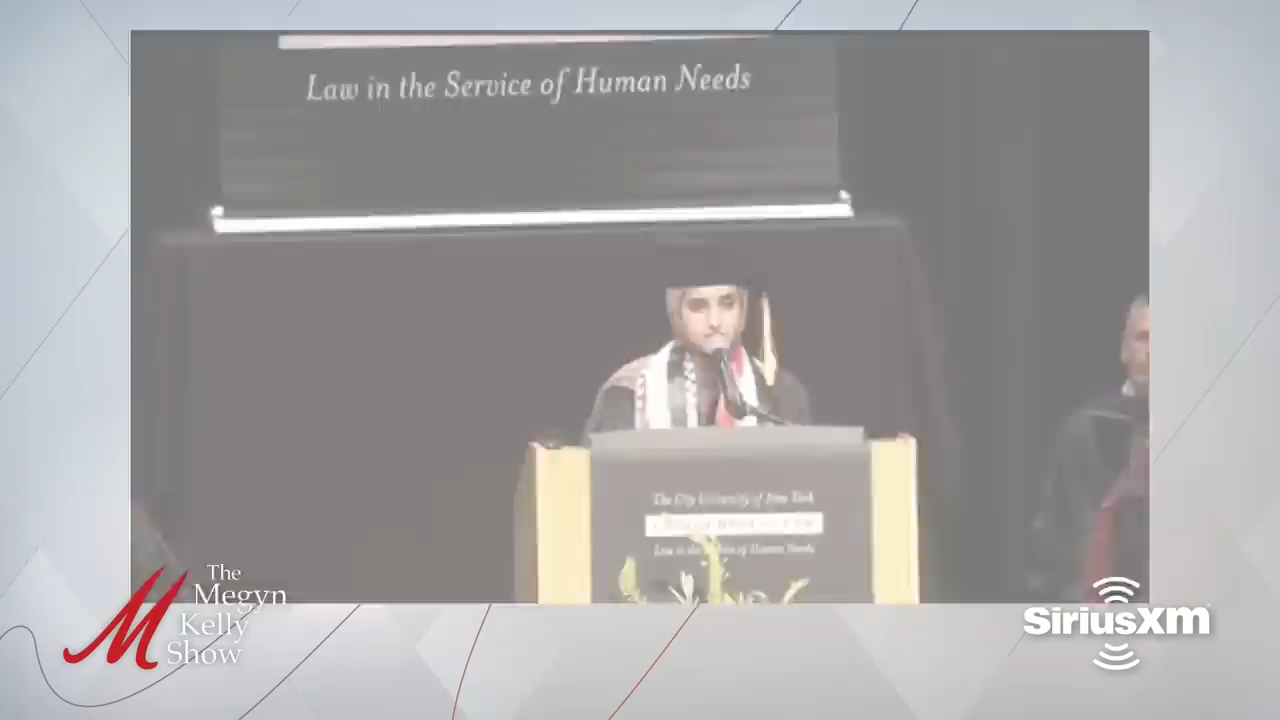 Law in the Service of Human Needs
The City University of New York
Law in the Service of Human Needs
The
Megyn
Kelly
Show
SiriusXM